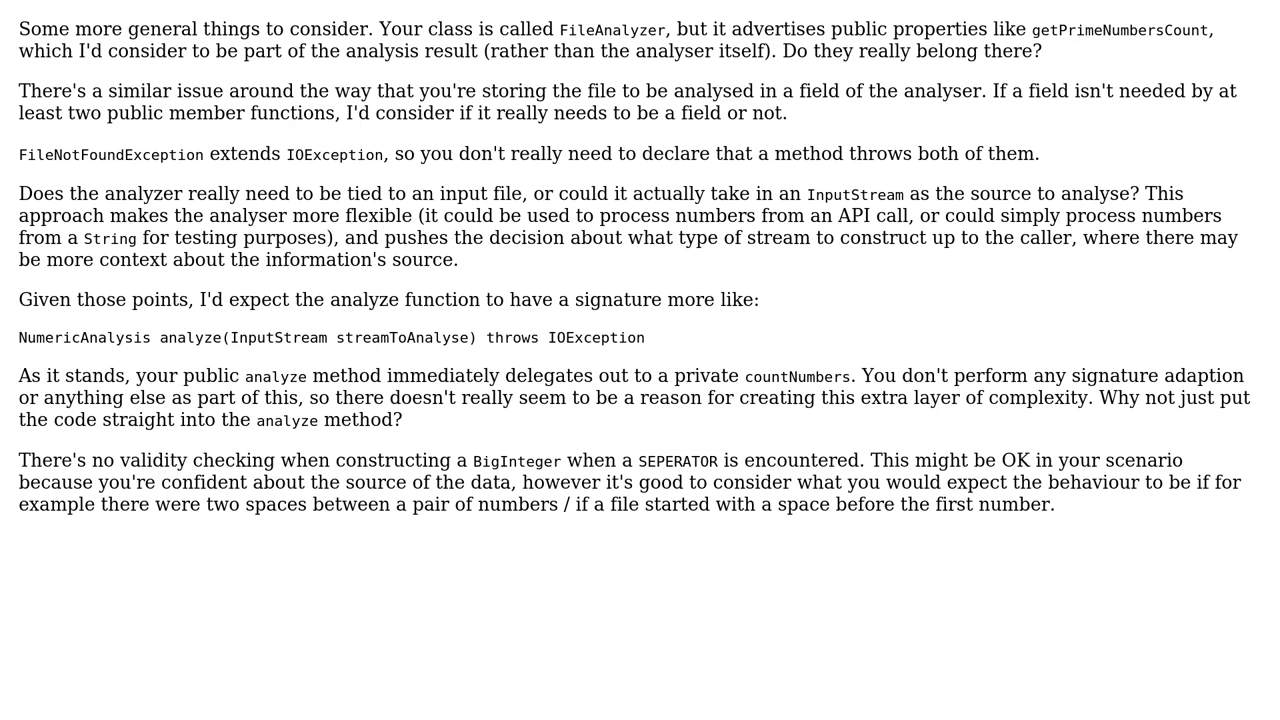 Some more general things to consider. Your class is called FileAnalyzer, but it advertises public properties like getPrimeNumbersCount,
which I'd consider to be part of the analysis result (rather than the analyser itself). Do they really belong there?
There's a similar issue around the way that you're storing the file to be analysed in a field of the analyser. If a field isn't needed by at
least two public member functions, I'd consider if it really needs to be a field or not.
FileNotFoundException extends IOException, so you don't really need to declare that a method throws both of them.
Does the analyzer really need to be tied to an input file, or could it actually take in an InputStream as the source to analyse? This
approach makes the analyser more flexible (it could be used to process numbers from an API call, or could simply process numbers
from a String for testing purposes), and pushes the decision about what type of stream to construct up to the caller, where there may
be more context about the information's source.
Given those points, I'd expect the analyze function to have a signature more like:
NumericAnalysis analyze(InputStream streamToAnalyse) throws IOException
As it stands, your public analyze method immediately delegates out to a private countNumbers. You don't perform any signature adaption
or anything else as part of this, so there doesn't really seem to be a reason for creating this extra layer of complexity. Why not just put
the code straight into the analyze method?
There's no validity checking when constructing a BigInteger when a SEPERATOR is encountered. This might be OK in your scenario
because you're confident about the source of the data, however it's good to consider what you would expect the behaviour to be if for
example there were two spaces between a pair of numbers / if a file started with a space before the first number.